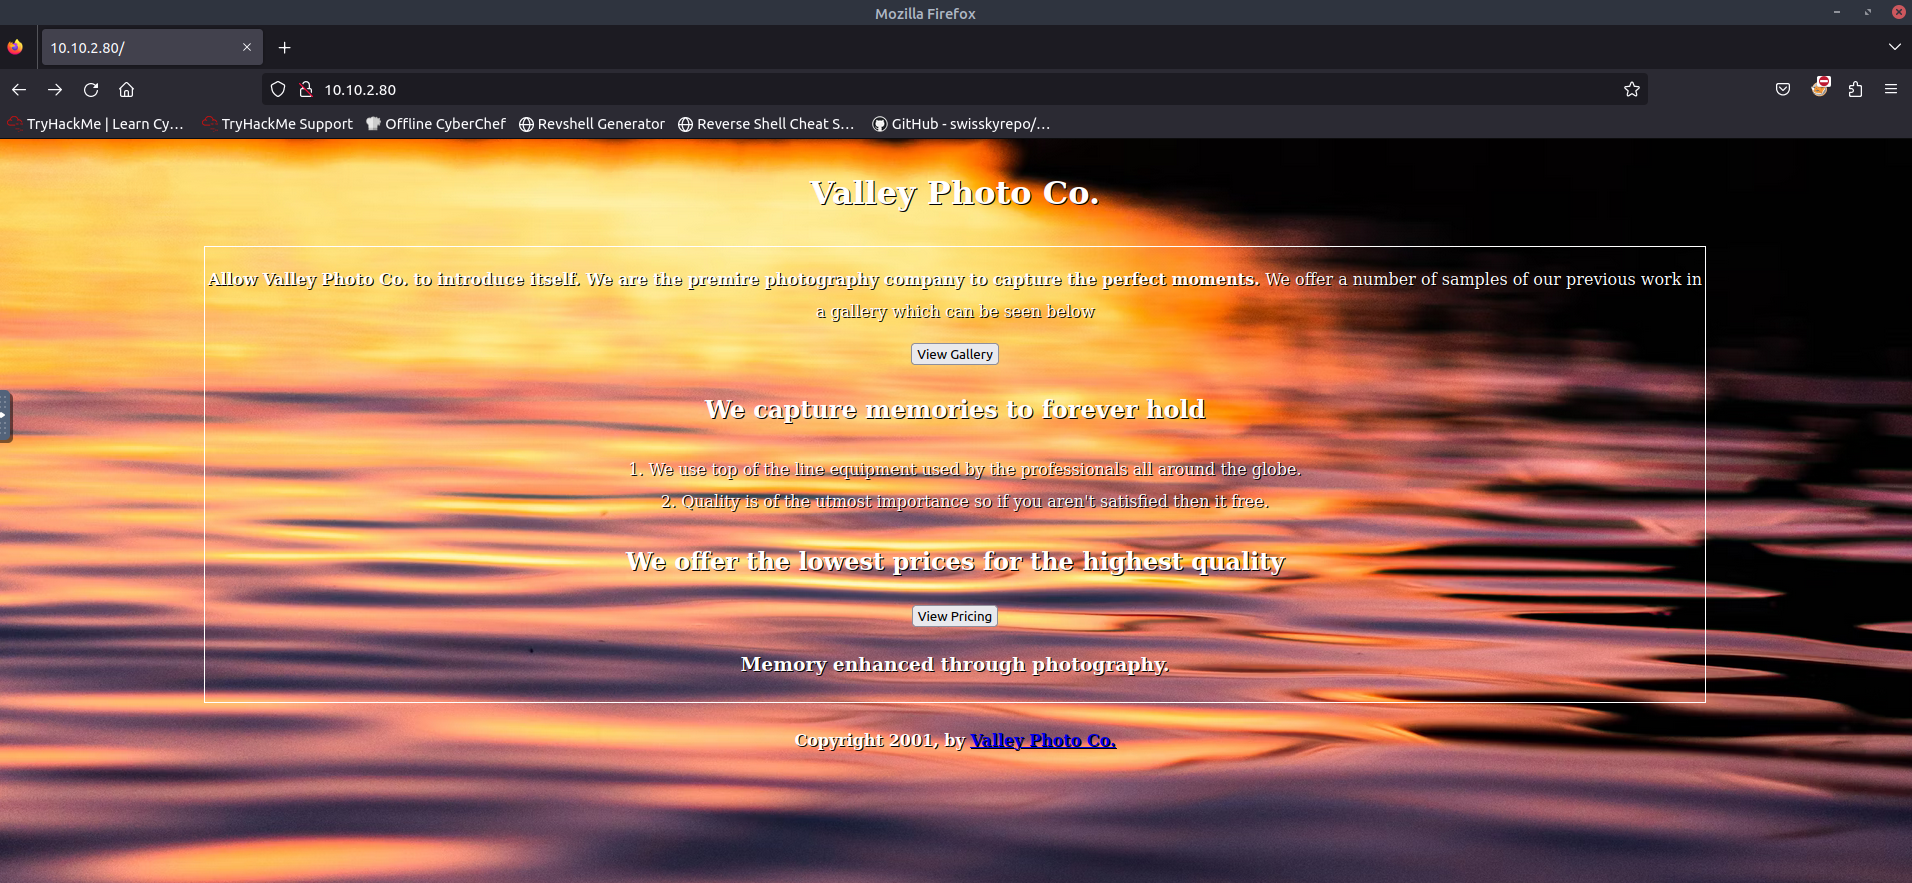 Mozilla Firefox
10.10.2.80/
10.10.2.80
TryHackMe | Learn Cy... TryHackMe Support Offline CyberChef Revshell Generator Reverse Shell Cheat S... GitHub - swisskyrepo/...
Valley Photo Co.
Allow Valley Photo Co. to introduce itself. We are the premire photography company to capture the perfect moments. We offer a number of samples of our previous work in
a gallery which can be seen below
View Gallery
We capture memories to forever hold
1. We use top of the line equipment used by the professionals all around the globe.
2. Quality is of the utmost importance so if you aren't satisfied then it free.
We offer the lowest prices for the highest quality
View Pricing
Memory enhanced through photography.
Copyright 2001, by Valley Photo Co.